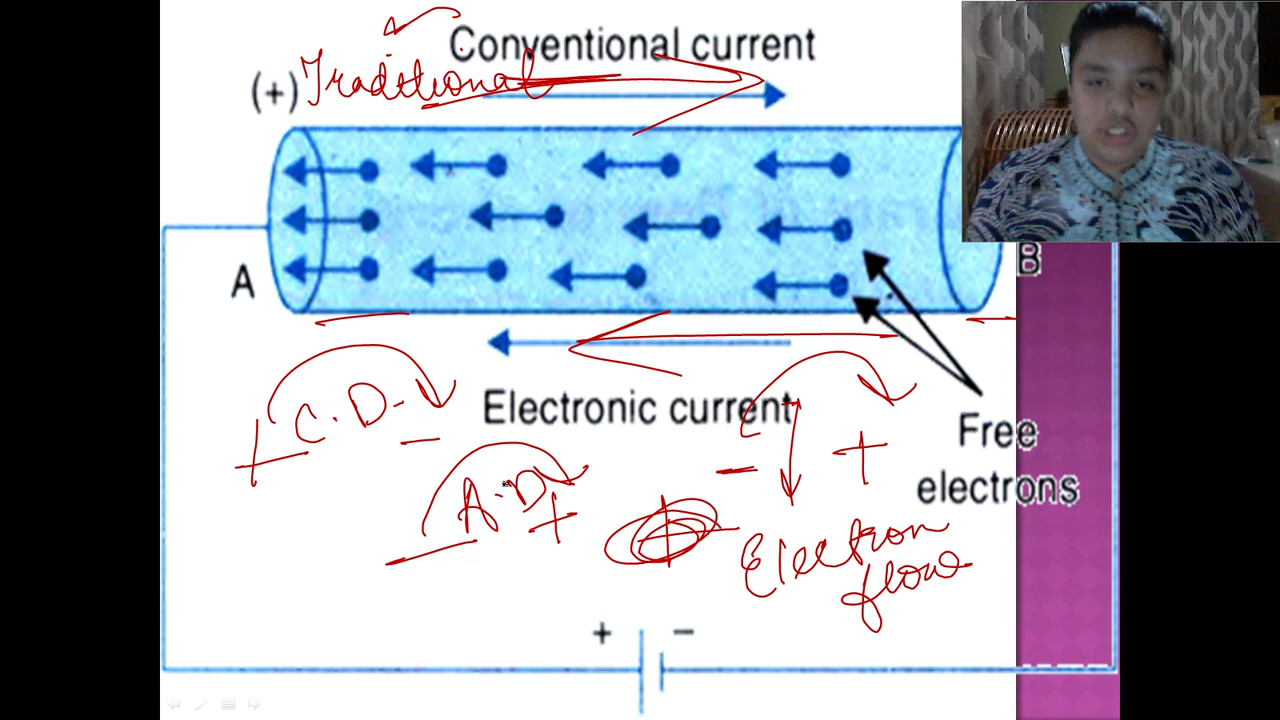 Conventional current
(+) Traditional
A
B
Electronic current
+ C.D. -
- A.D +
- +
Free
electrons
Electron
flow
+ -